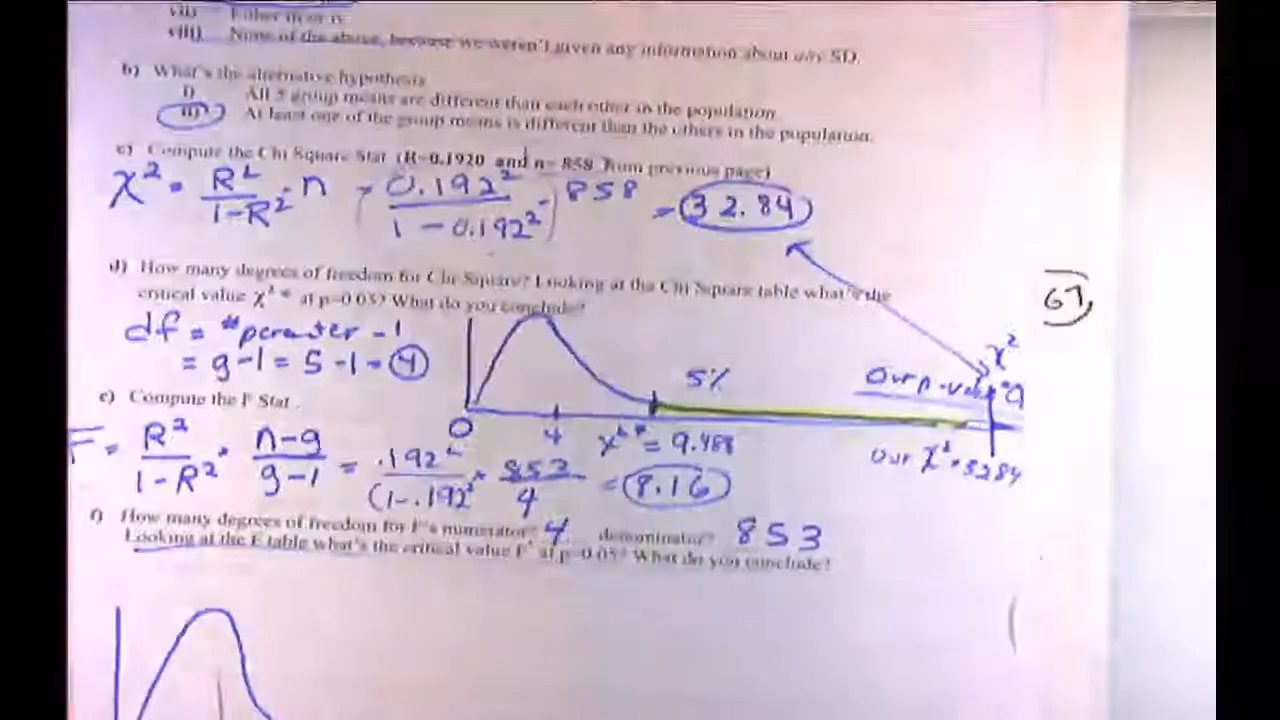 vii) Either iii or iv
viii) None of the above, because we weren't given any information about any SD.
b) What's the alternative hypothesis
i) All 5 group means are different than each other in the population
ii) At least one of the group means is different than the others in the population.
c) Compute the Chi Square Stat (R=0.1920 and n= 858 from previous page)
χ² = R²/(1-R²) · n = (0.192²/(1-0.192²)) · 858 = 32.84
d) How many degrees of freedom for Chi Square? Looking at the Chi Square table what's the
critical value χ² * at p=0.05? What do you conclude?
67
df = # parameter - 1
= g-1 = 5-1 = 4
χ²
5%
Our p-value
e) Compute the F Stat.
0 4 χ²* = 9.488
Our χ² = 32.84
F = R²/(1-R²) · (n-g)/(g-1) = .192²/(1-.192²) · 853/4 = 8.16
f) How many degrees of freedom for F's numerator? 4 denominator? 853
Looking at the F table what's the critical value F* at p=0.05? What do you conclude?